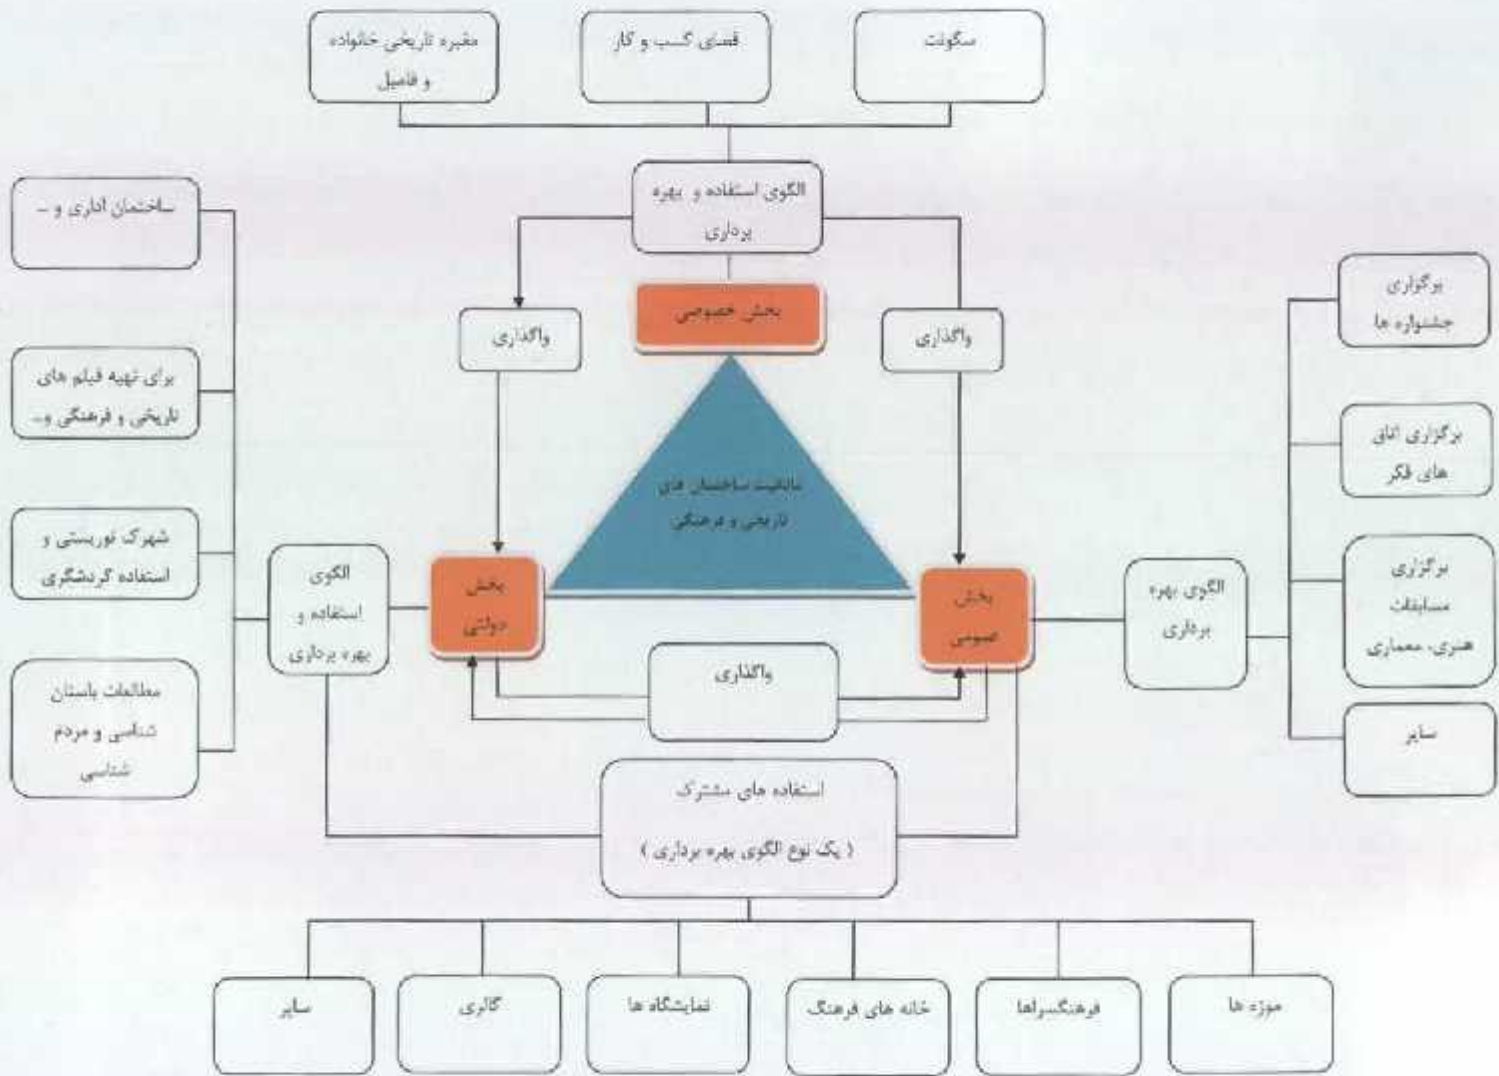 سکونت
فضای کسب و کار
مقبره تاریخی خانواده
و فامیل
الگوی استفاده و بهره
برداری
بخش خصوصی
واگذاری
واگذاری
برگزاری
جشنواره ها
برگزاری اتاق
های فکر
برگزاری
مسابقات
هنری، معماری
سایر
الگوی بهره
برداری
بخش
عمومی
مالکیت ساختمان های
تاریخی و فرهنگی
بخش
دولتی
الگوی
استفاده و
بهره برداری
ساختمان اداری و ...
برای تهیه فیلم های
تاریخی و فرهنگی و...
شهرک توریستی و
استفاده گردشگری
مطالعات باستان
شناسی و مردم
شناسی
واگذاری
استفاده های مشترک
( یک نوع الگوی بهره برداری )
موزه ها
فرهنگسراها
خانه های فرهنگ
نمایشگاه ها
گالری
سایر